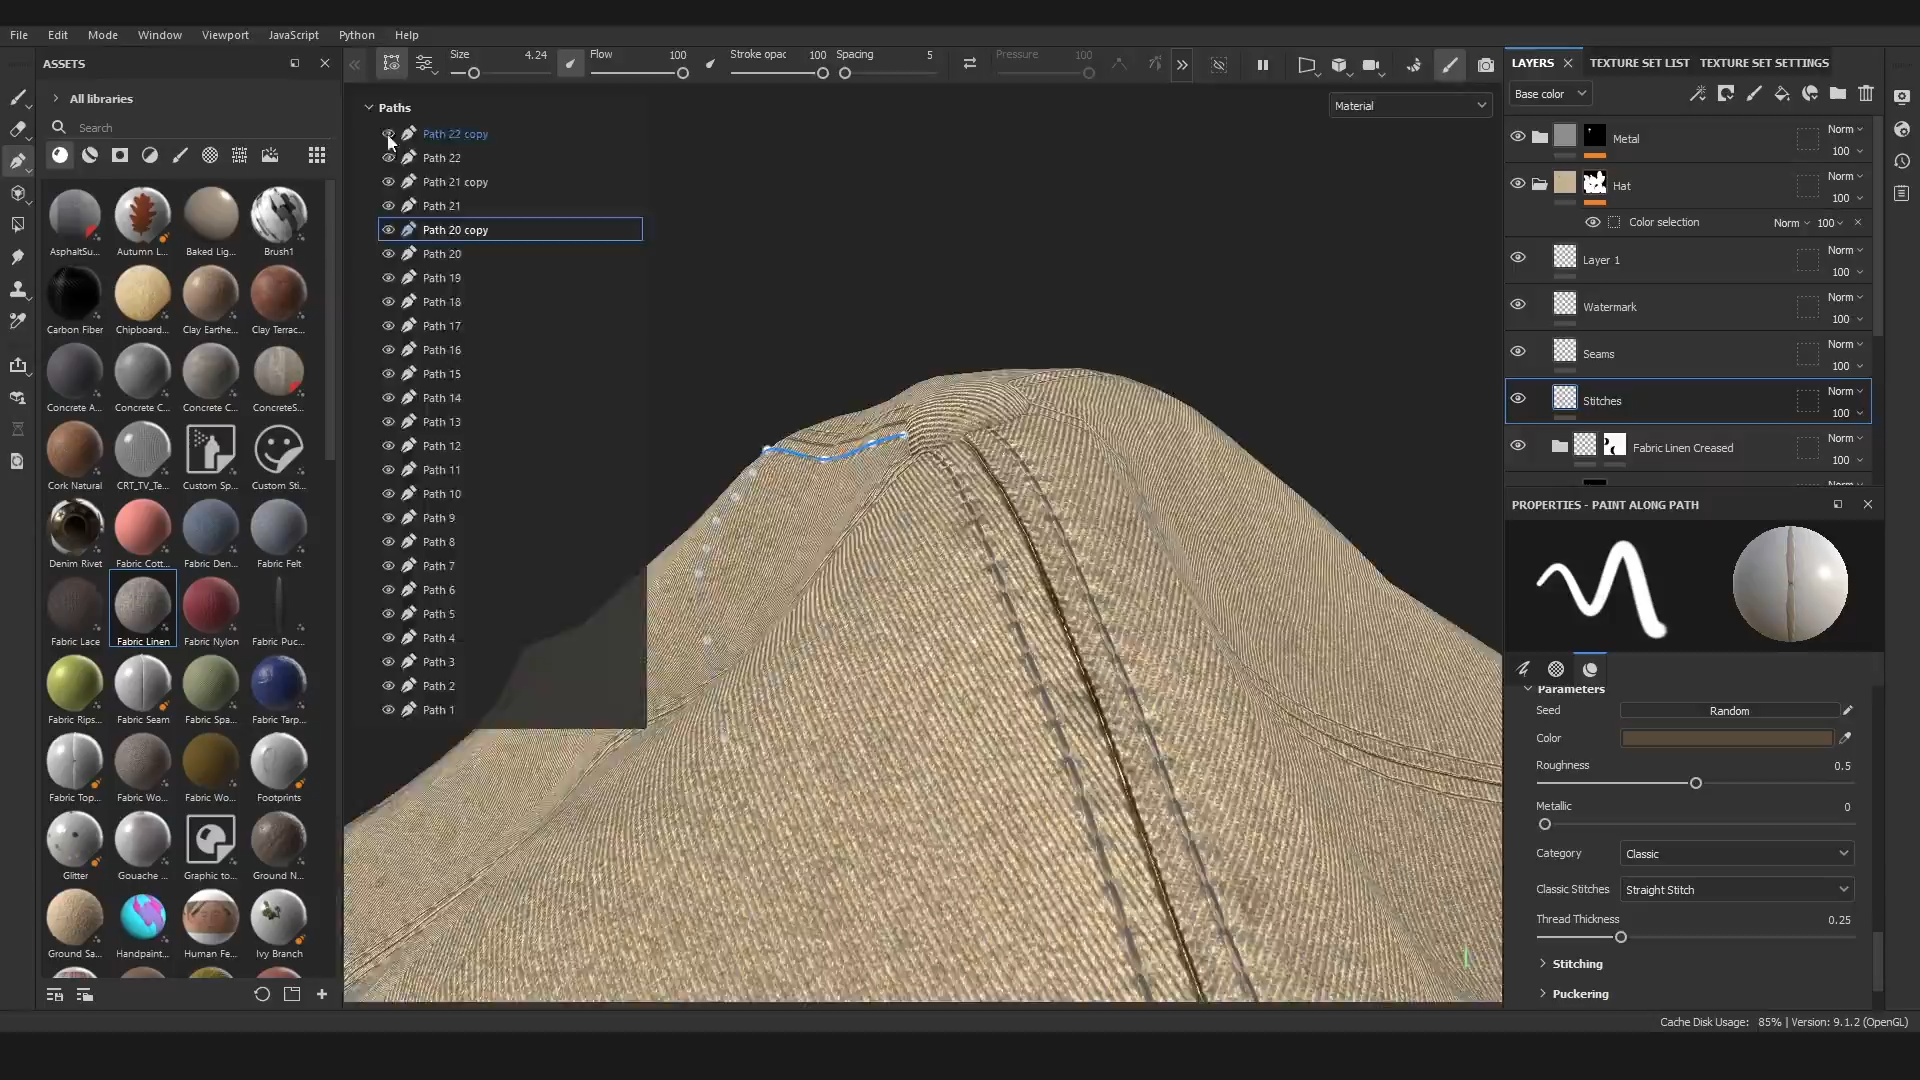 File Edit Mode Window Viewport JavaScript Python Help
ASSETS
All libraries
Search
AsphaltSu... Autumn L... Baked Lig... Brush1
Carbon Fiber Chipboard... Clay Earthe... Clay Terrac...
Concrete A... Concrete C... Concrete C... ConcreteS...
Cork Natural CRT_TV_Te... Custom Sp... Custom Sti...
Denim Rivet Fabric Cott... Fabric Den... Fabric Felt
Fabric Lace Fabric Linen Fabric Nylon Fabric Puc...
Fabric Rips... Fabric Seam Fabric Spa... Fabric Tarp...
Fabric Top... Fabric Wo... Fabric Wo... Footprints
Glitter Gouache ... Graphic to... Ground N...
Ground Sa... Handpaint... Human Fe... Ivy Branch
Size 4.24 Flow 100 Stroke opac 100 Spacing 5 Pressure 100
Paths
Path 22 copy
Path 22
Path 21 copy
Path 21
Path 20 copy
Path 20
Path 19
Path 18
Path 17
Path 16
Path 15
Path 14
Path 13
Path 12
Path 11
Path 10
Path 9
Path 8
Path 7
Path 6
Path 5
Path 4
Path 3
Path 2
Path 1
Material
LAYERS TEXTURE SET LIST TEXTURE SET SETTINGS
Base color
Metal Norm 100
Hat Norm 100
Color selection Norm 100
Layer 1 Norm 100
Watermark Norm 100
Seams Norm 100
Stitches Norm 100
Fabric Linen Creased Norm 100
Norm
PROPERTIES - PAINT ALONG PATH
Parameters
Seed Random
Color
Roughness 0.5
Metallic 0
Category Classic
Classic Stitches Straight Stitch
Thread Thickness 0.25
Stitching
Puckering
Cache Disk Usage: 85% | Version: 9.1.2 (OpenGL)